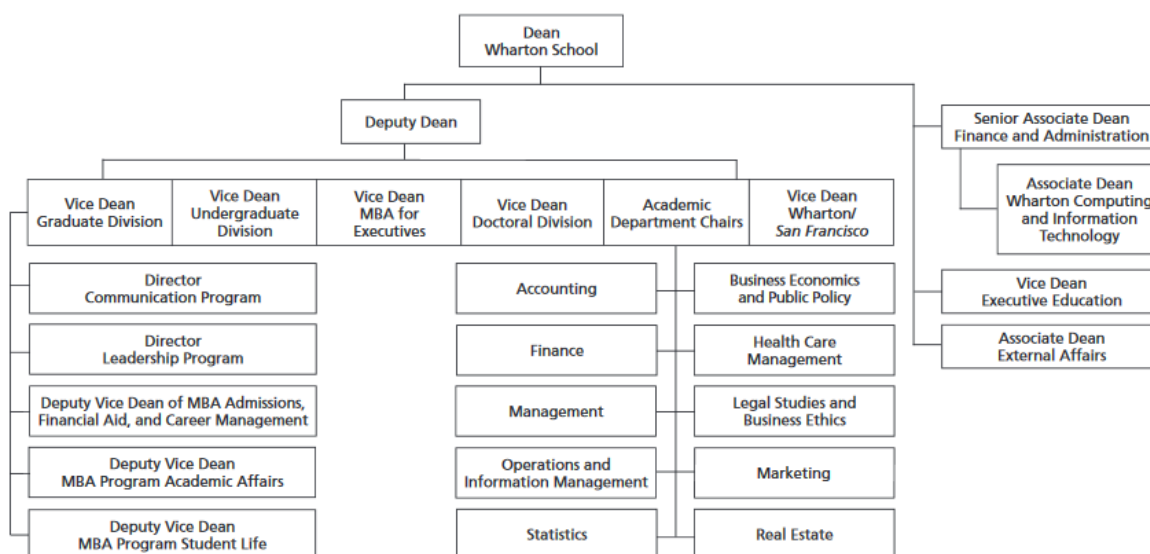 Dean
Wharton School
Deputy Dean
Senior Associate Dean
Finance and Administration
Associate Dean
Wharton Computing
and Information
Technology
Vice Dean
Executive Education
Associate Dean
External Affairs
Vice Dean
Graduate Division
Vice Dean
Undergraduate
Division
Vice Dean
MBA for
Executives
Vice Dean
Doctoral Division
Academic
Department Chairs
Vice Dean
Wharton/
San Francisco
Director
Communication Program
Director
Leadership Program
Deputy Vice Dean of MBA Admissions,
Financial Aid, and Career Management
Deputy Vice Dean
MBA Program Academic Affairs
Deputy Vice Dean
MBA Program Student Life
Accounting
Business Economics
and Public Policy
Finance
Health Care
Management
Management
Legal Studies and
Business Ethics
Operations and
Information Management
Marketing
Statistics
Real Estate